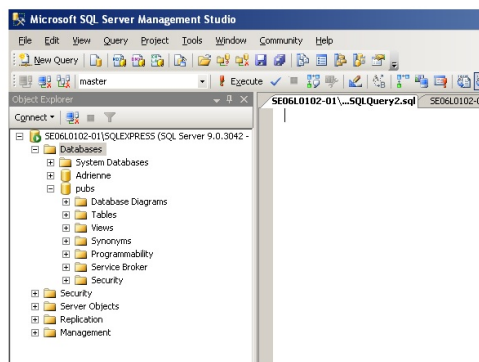 Microsoft SQL Server Management Studio
File Edit View Query Project Tools Window Community Help
New Query
master Execute
Object Explorer SE06L0102-01\...SQLQuery2.sql SE06L0102-0
Connect
SE06L0102-01\SQLEXPRESS (SQL Server 9.0.3042 -
Databases
System Databases
Adrienne
pubs
Database Diagrams
Tables
Views
Synonyms
Programmability
Service Broker
Security
Security
Server Objects
Replication
Management